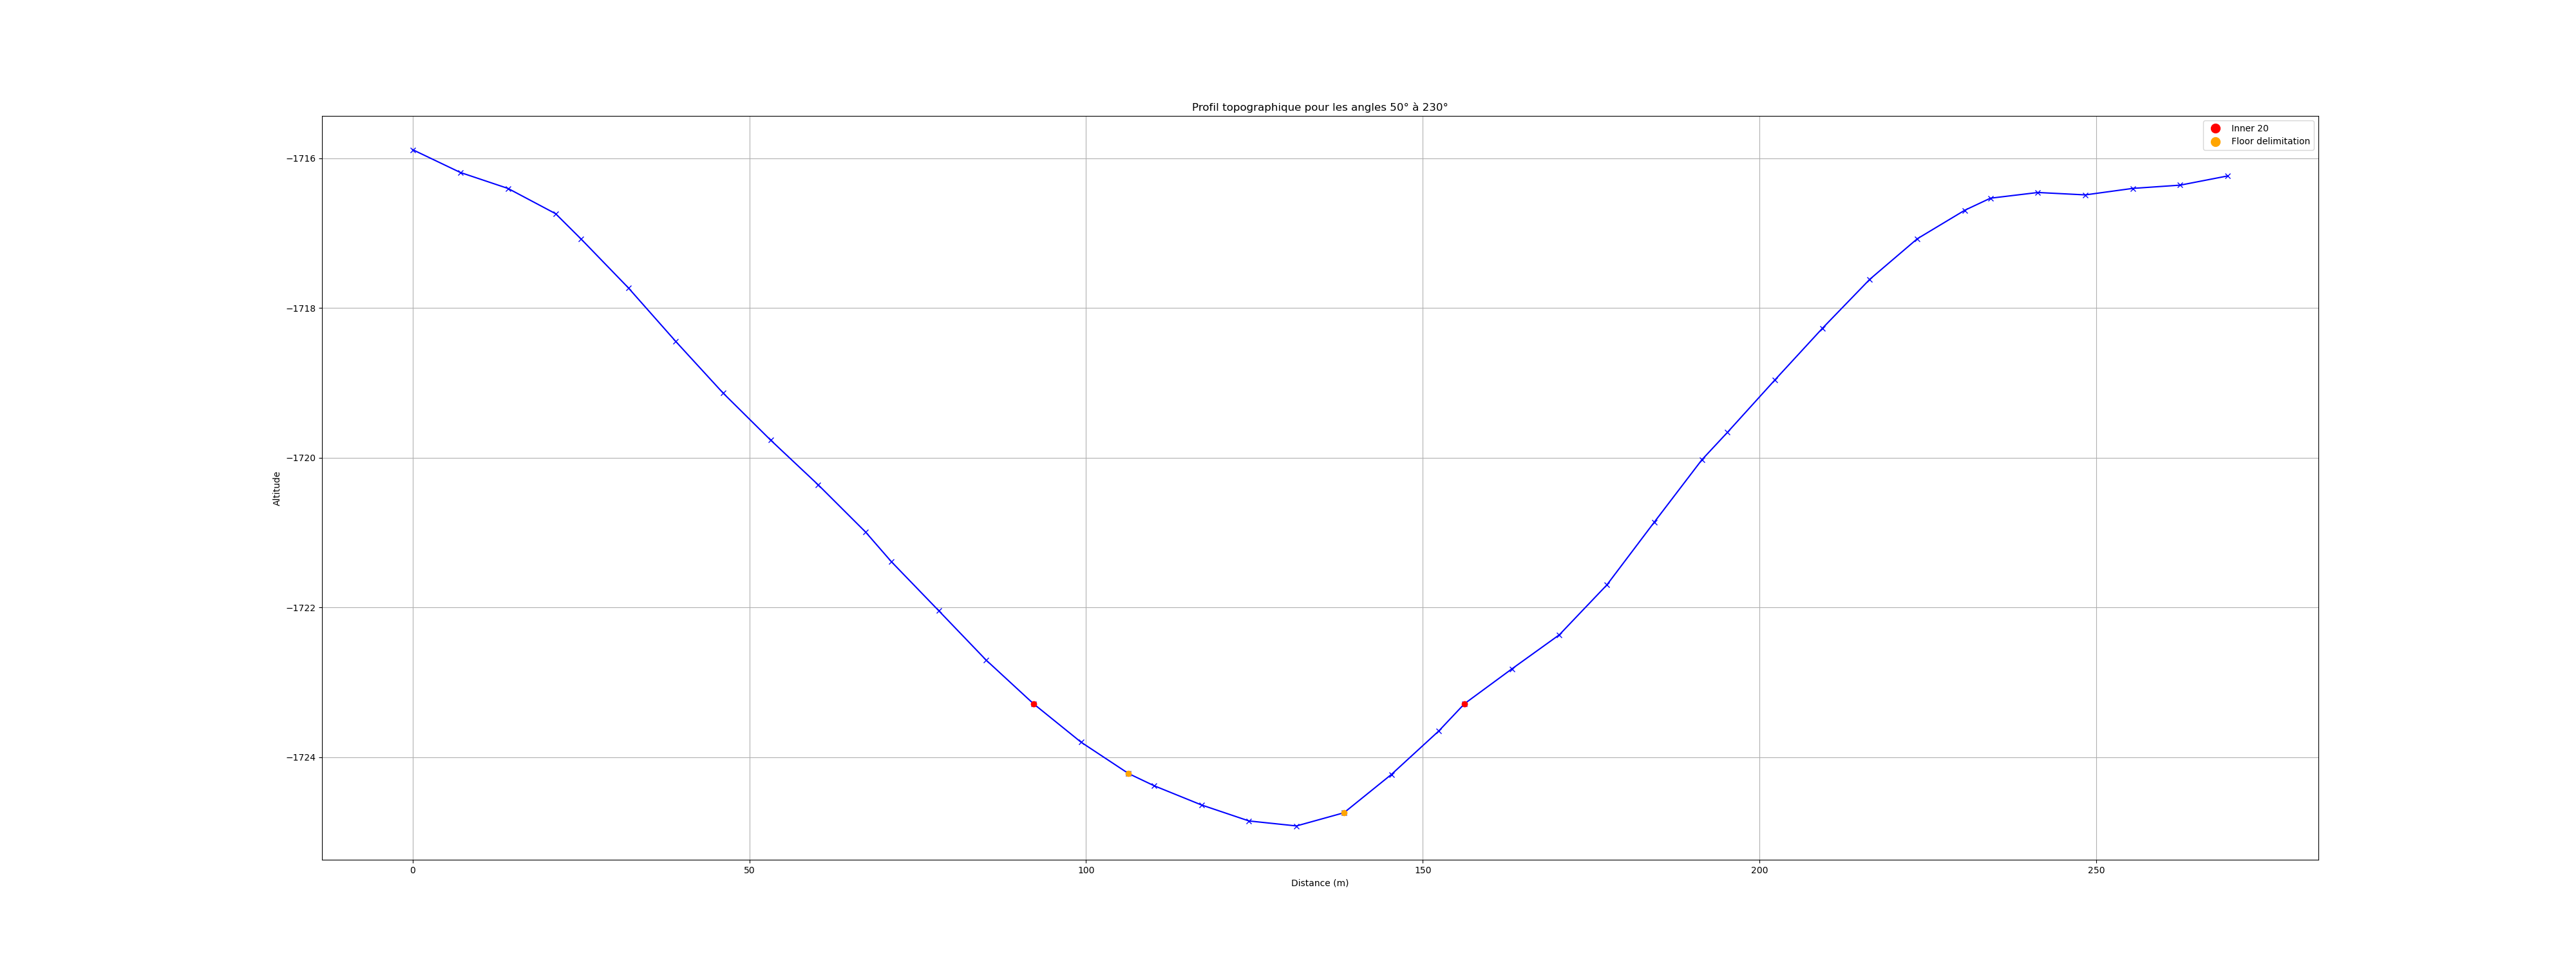 Profil topographique pour les angles 50° à 230°
Inner 20
Floor delimitation
−1716
−1718
−1720
−1722
−1724
Altitude
0
50
100
150
200
250
Distance (m)